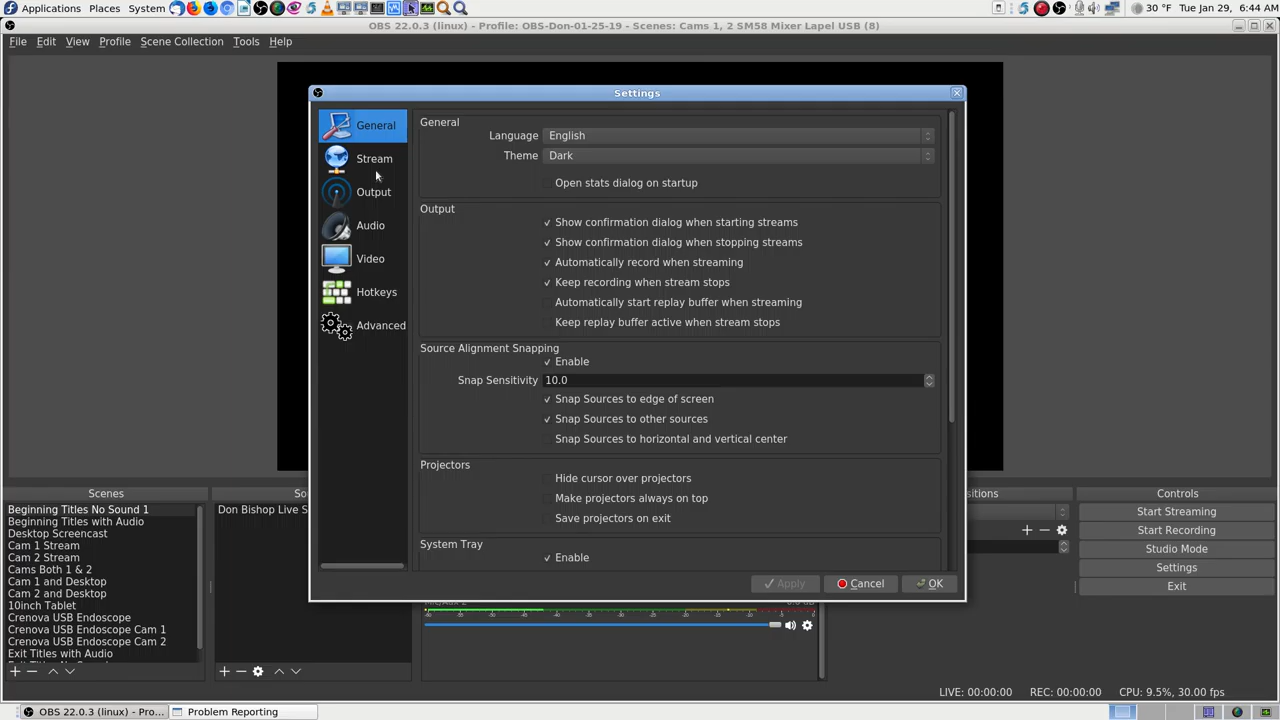 Applications Places System 30 °F Tue Jan 29, 6:44 AM
OBS 22.0.3 (linux) - Profile: OBS-Don-01-25-19 - Scenes: Cams 1, 2 SM58 Mixer Lapel USB (8)
File Edit View Profile Scene Collection Tools Help
Settings
General
Stream
Output
Audio
Video
Hotkeys
Advanced
General
Language English
Theme Dark
Open stats dialog on startup
Output
Show confirmation dialog when starting streams
Show confirmation dialog when stopping streams
Automatically record when streaming
Keep recording when stream stops
Automatically start replay buffer when streaming
Keep replay buffer active when stream stops
Source Alignment Snapping
Enable
Snap Sensitivity 10.0
Snap Sources to edge of screen
Snap Sources to other sources
Snap Sources to horizontal and vertical center
Projectors
Hide cursor over projectors
Make projectors always on top
Save projectors on exit
System Tray
Enable
Apply Cancel OK
Scenes
Beginning Titles No Sound 1
Beginning Titles with Audio
Desktop Screencast
Cam 1 Stream
Cam 2 Stream
Cams Both 1 & 2
Cam 1 and Desktop
Cam 2 and Desktop
10inch Tablet
Crenova USB Endoscope
Crenova USB Endoscope Cam 1
Crenova USB Endoscope Cam 2
Exit Titles with Audio
So
Don Bishop Live S
sitions
Controls
Start Streaming
Start Recording
Studio Mode
Settings
Exit
LIVE: 00:00:00 REC: 00:00:00 CPU: 9.5%, 30.00 fps
OBS 22.0.3 (linux) - Pro... Problem Reporting